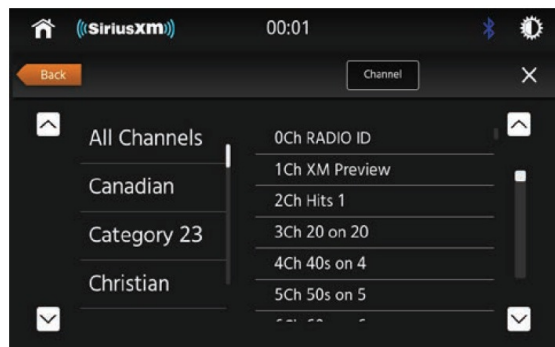 ((SiriusXM)) 00:01
Back Channel
All Channels
Canadian
Category 23
Christian
0Ch RADIO ID
1Ch XM Preview
2Ch Hits 1
3Ch 20 on 20
4Ch 40s on 4
5Ch 50s on 5